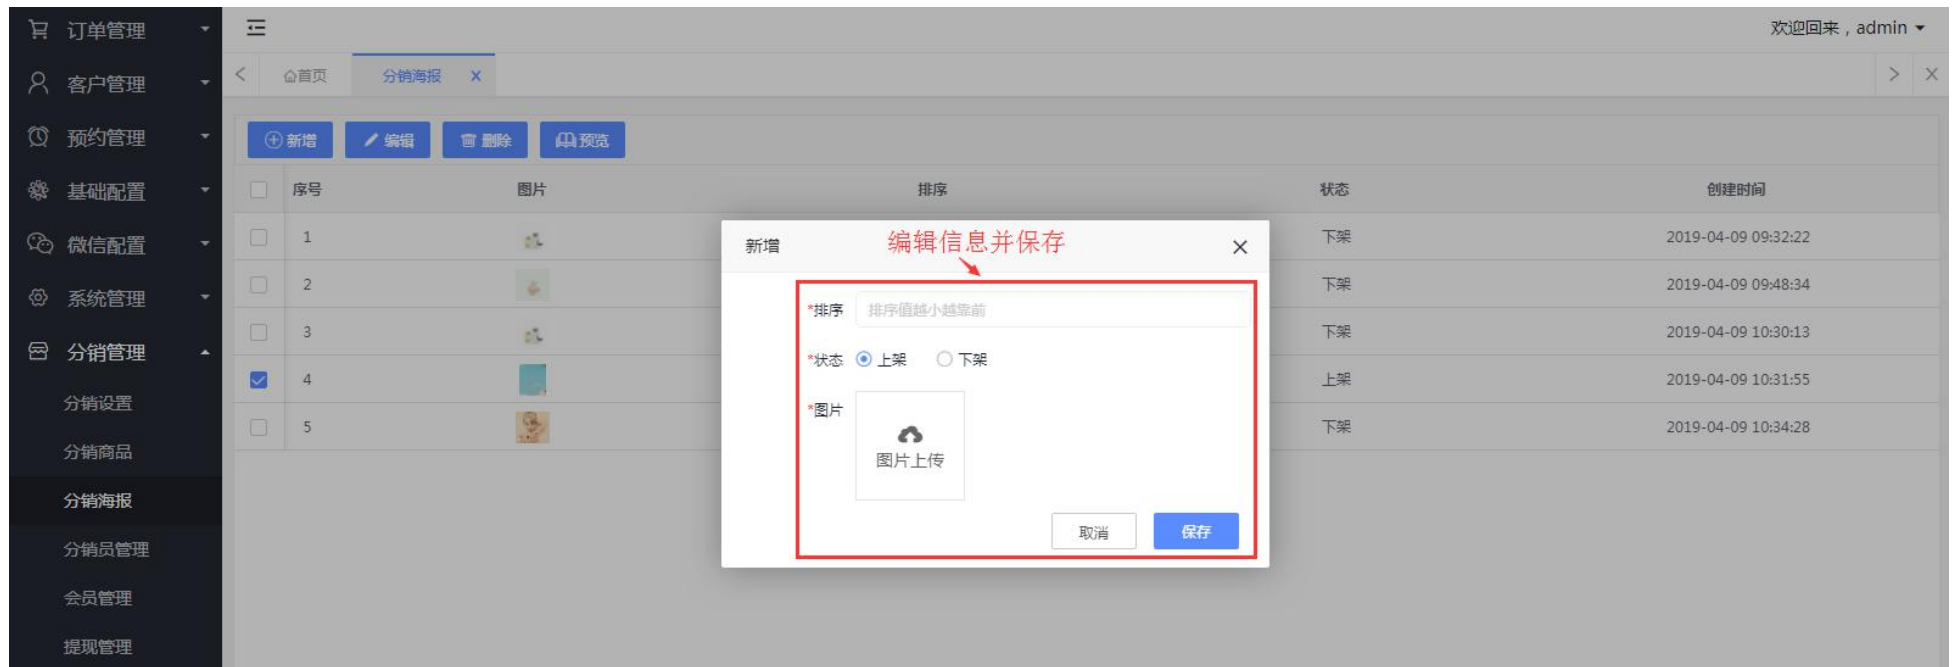 订单管理
欢迎回来，admin
客户管理
首页 分销海报 X
预约管理
新增 编辑 删除 预览
基础配置
序号 图片 排序 状态 创建时间
微信配置
1 下架 2019-04-09 09:32:22
2 下架 2019-04-09 09:48:34
3 下架 2019-04-09 10:30:13
4 上架 2019-04-09 10:31:55
5 下架 2019-04-09 10:34:28
系统管理
分销管理
分销设置
分销商品
分销海报
分销员管理
会员管理
提现管理
新增
编辑信息并保存
*排序 排序值越小越靠前
*状态 上架 下架
*图片
图片上传
取消 保存